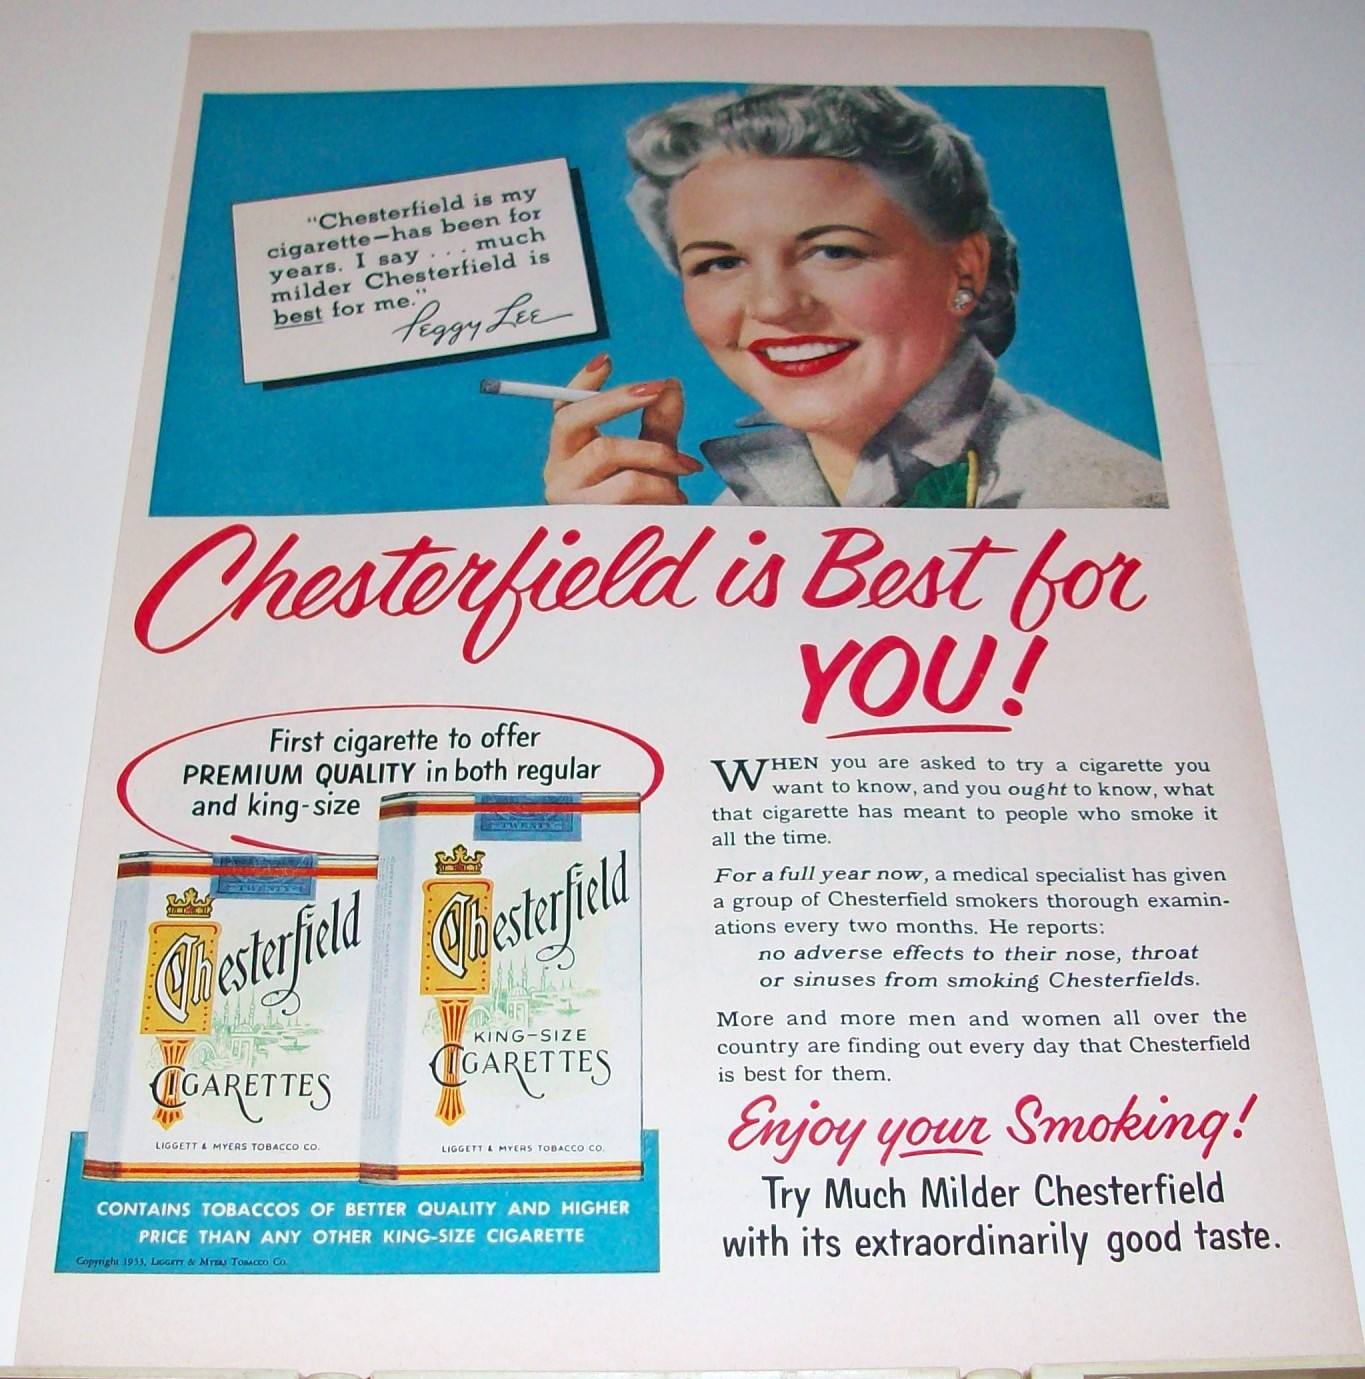 "Chesterfield is my
cigarette—has been for
years. I say . . . much
milder Chesterfield is
best for me."
Peggy Lee
Chesterfield is Best for
YOU!
First cigarette to offer
PREMIUM QUALITY in both regular
and king-size
TWENTY
Chesterfield
CIGARETTES
LIGGETT & MYERS TOBACCO CO.
TWENTY
Chesterfield
KING-SIZE
CIGARETTES
LIGGETT & MYERS TOBACCO CO.
CONTAINS TOBACCOS OF BETTER QUALITY AND HIGHER
PRICE THAN ANY OTHER KING-SIZE CIGARETTE
Copyright 1953, LIGGETT & MYERS TOBACCO CO.
WHEN you are asked to try a cigarette you
want to know, and you ought to know, what
that cigarette has meant to people who smoke it
all the time.
For a full year now, a medical specialist has given
a group of Chesterfield smokers thorough examin-
ations every two months. He reports:
no adverse effects to their nose, throat
or sinuses from smoking Chesterfields.
More and more men and women all over the
country are finding out every day that Chesterfield
is best for them.
Enjoy your Smoking!
Try Much Milder Chesterfield
with its extraordinarily good taste.